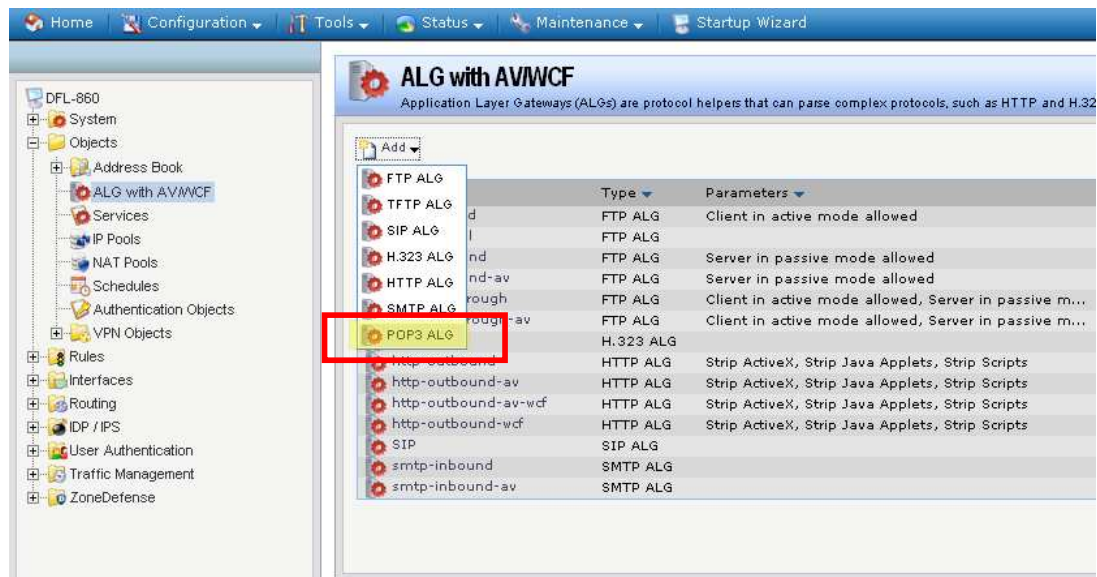 Home Configuration Tools Status Maintenance Startup Wizard
DFL-860
System
Objects
Address Book
ALG with AV/WCF
Services
IP Pools
NAT Pools
Schedules
Authentication Objects
VPN Objects
Rules
Interfaces
Routing
IDP / IPS
User Authentication
Traffic Management
ZoneDefense
ALG with AV/WCF
Application Layer Gateways (ALGs) are protocol helpers that can parse complex protocols, such as HTTP and H.32
Add
FTP ALG
TFTP ALG
SIP ALG
H.323 ALG
HTTP ALG
SMTP ALG
POP3 ALG
Type Parameters
d FTP ALG Client in active mode allowed
l FTP ALG
nd FTP ALG Server in passive mode allowed
nd-av FTP ALG Server in passive mode allowed
rough FTP ALG Client in active mode allowed, Server in passive m...
rough-av FTP ALG Client in active mode allowed, Server in passive m...
H.323 ALG
http-outbound HTTP ALG Strip ActiveX, Strip Java Applets, Strip Scripts
http-outbound-av HTTP ALG Strip ActiveX, Strip Java Applets, Strip Scripts
http-outbound-av-wcf HTTP ALG Strip ActiveX, Strip Java Applets, Strip Scripts
http-outbound-wcf HTTP ALG Strip ActiveX, Strip Java Applets, Strip Scripts
SIP SIP ALG
smtp-inbound SMTP ALG
smtp-inbound-av SMTP ALG